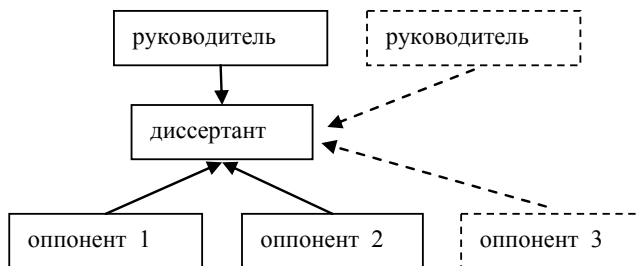 руководитель
руководитель
диссертант
оппонент 1
оппонент 2
оппонент 3